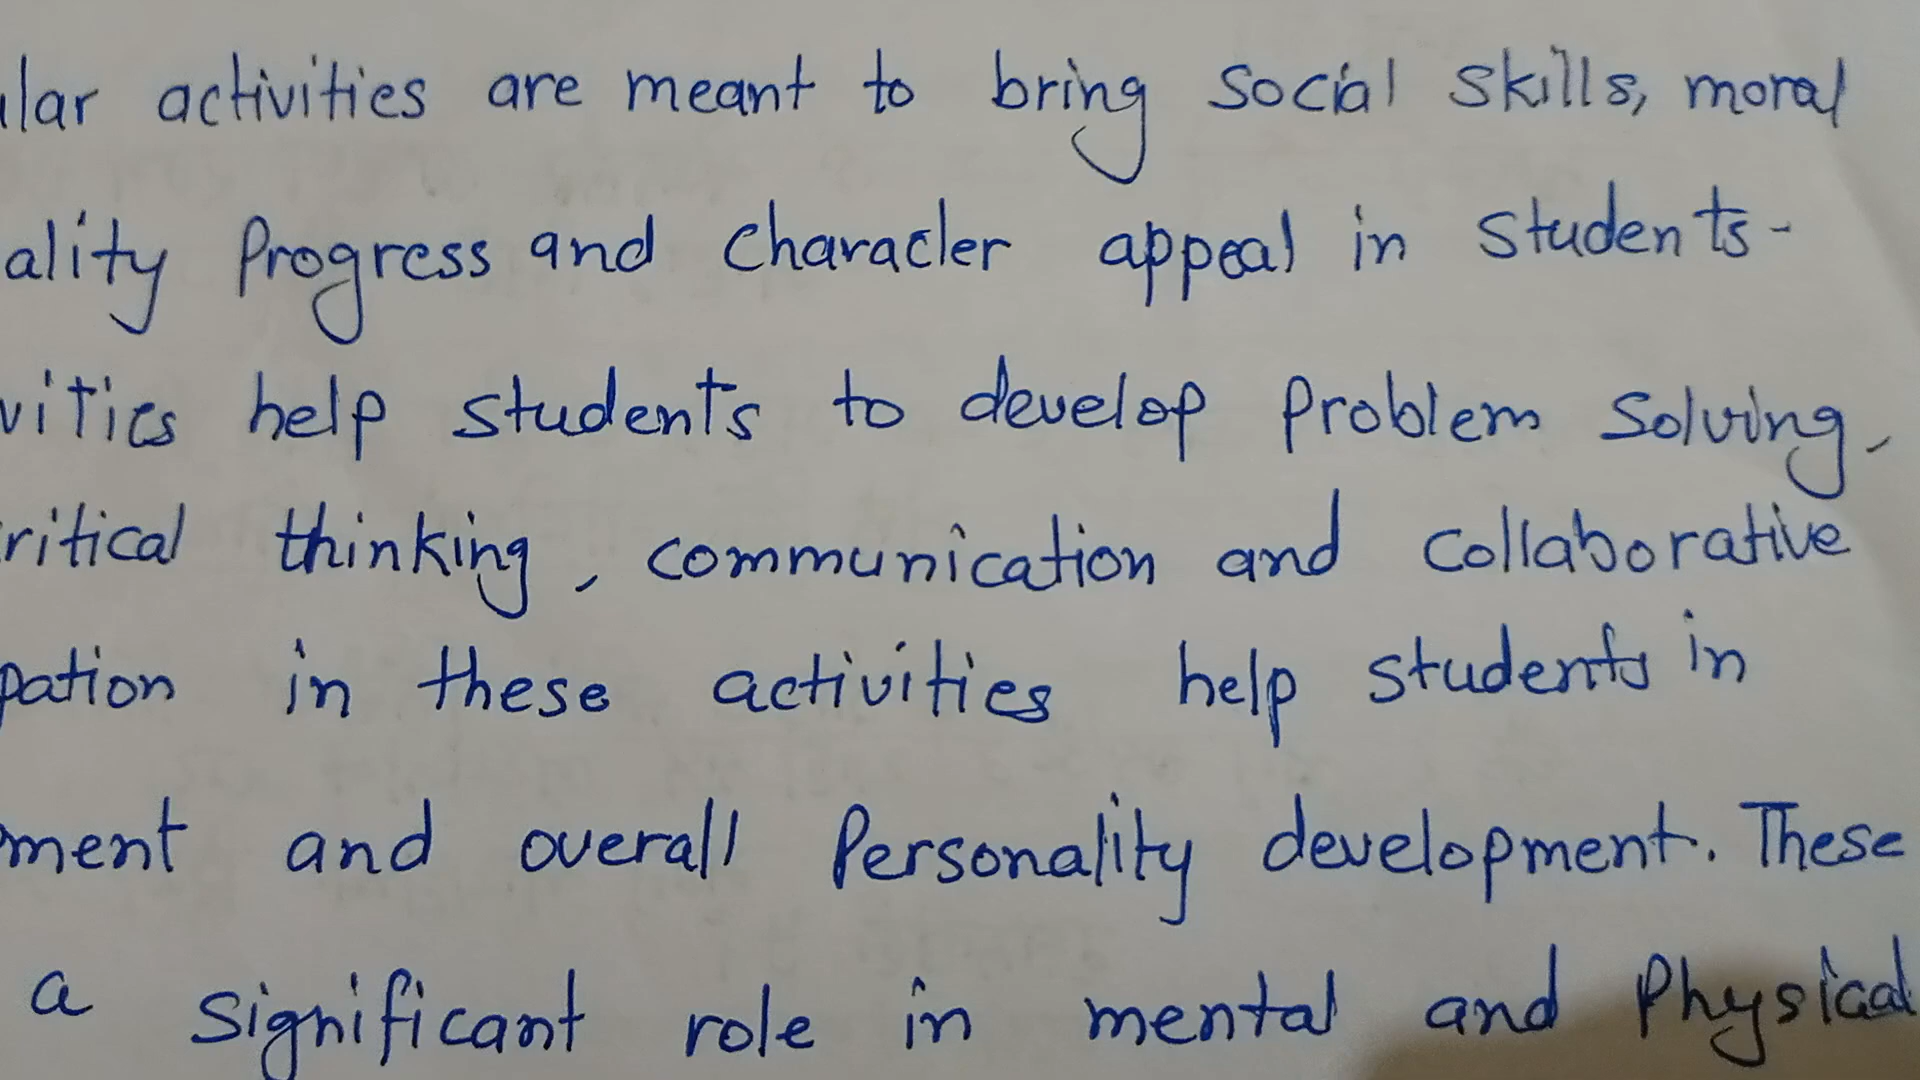 ular activities are meant to bring social skills, moral
ality Progress and character appeal in students-
vities help students to develop Problem Solving,
ritical thinking, communication and collaborative
pation in these activities help students in
ment and overall Personality development. These
a significant role in mental and Physical